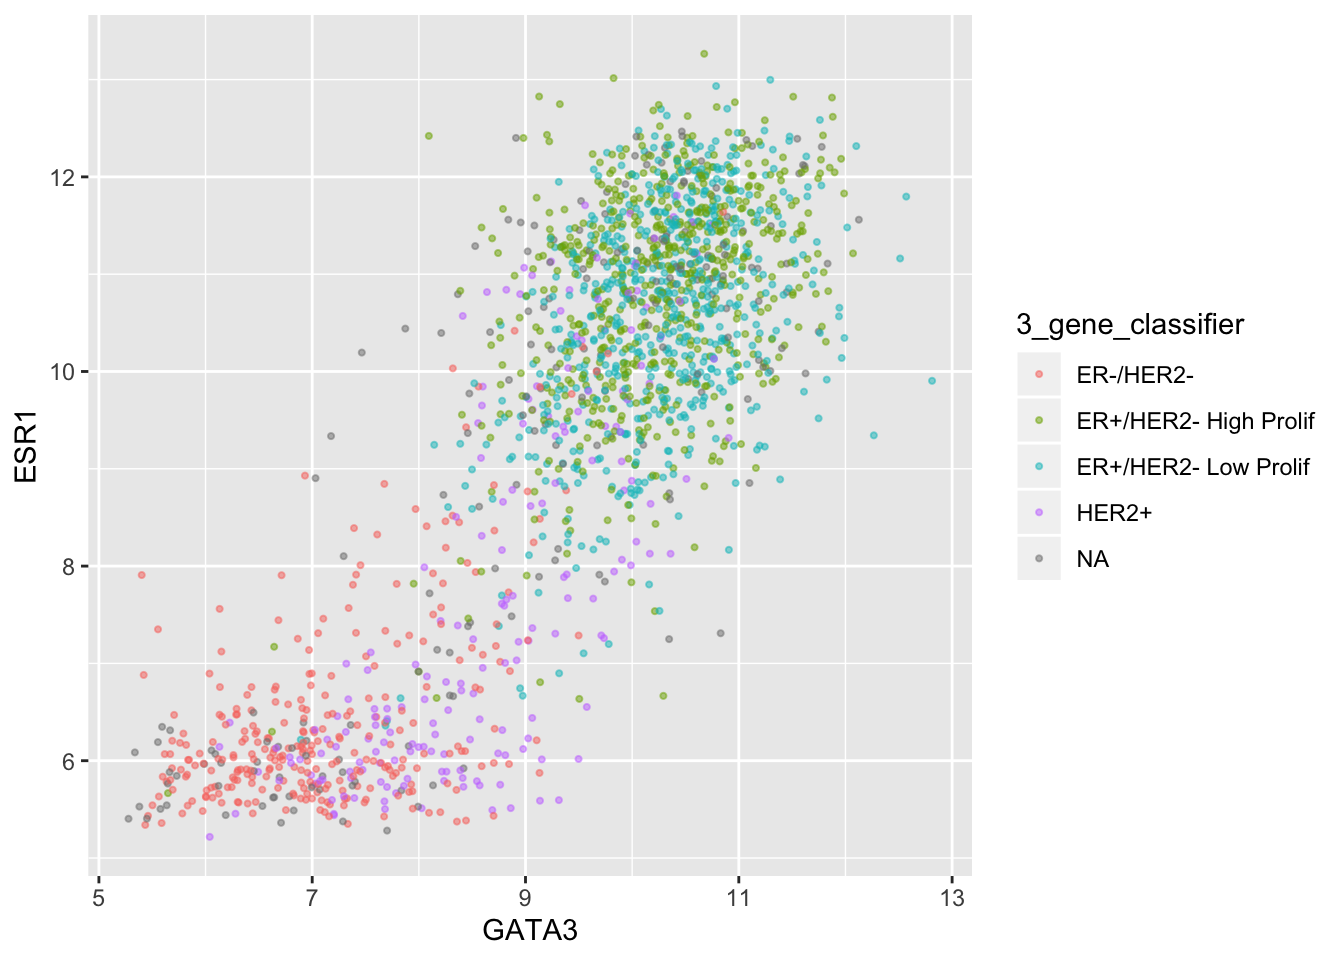 12
10
8
6
ESR1
5 7 9 11 13
GATA3
3_gene_classifier
ER-/HER2-
ER+/HER2- High Prolif
ER+/HER2- Low Prolif
HER2+
NA